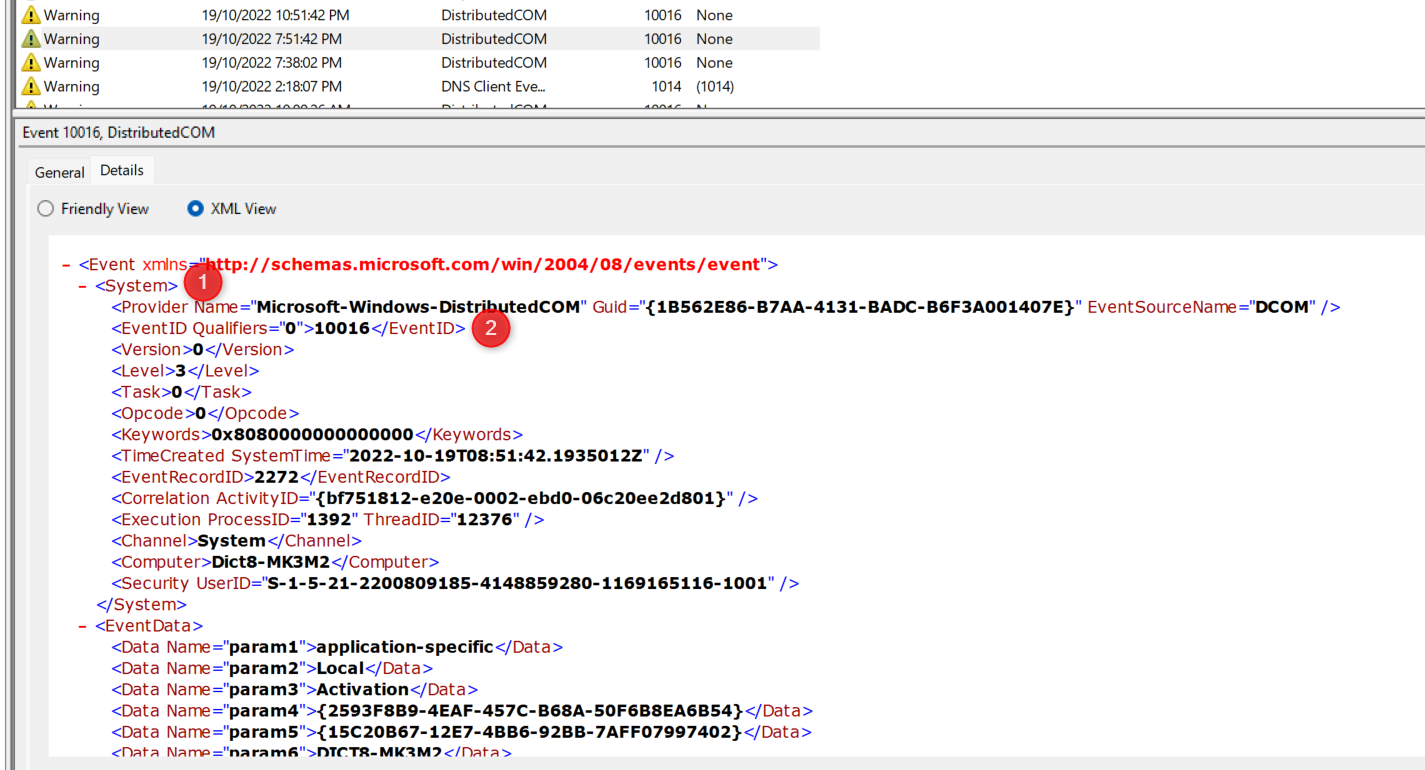 Warning 19/10/2022 10:51:42 PM DistributedCOM 10016 None
Warning 19/10/2022 7:51:42 PM DistributedCOM 10016 None
Warning 19/10/2022 7:38:02 PM DistributedCOM 10016 None
Warning 19/10/2022 2:18:07 PM DNS Client Eve... 1014 (1014)
Event 10016, DistributedCOM
General Details
Friendly View XML View
- <Event xmlns="http://schemas.microsoft.com/win/2004/08/events/event">
- <System> 1
<Provider Name="Microsoft-Windows-DistributedCOM" Guid="{1B562E86-B7AA-4131-BADC-B6F3A001407E}" EventSourceName="DCOM" />
<EventID Qualifiers="0">10016</EventID> 2
<Version>0</Version>
<Level>3</Level>
<Task>0</Task>
<Opcode>0</Opcode>
<Keywords>0x8080000000000000</Keywords>
<TimeCreated SystemTime="2022-10-19T08:51:42.1935012Z" />
<EventRecordID>2272</EventRecordID>
<Correlation ActivityID="{bf751812-e20e-0002-ebd0-06c20ee2d801}" />
<Execution ProcessID="1392" ThreadID="12376" />
<Channel>System</Channel>
<Computer>Dict8-MK3M2</Computer>
<Security UserID="S-1-5-21-2200809185-4148859280-1169165116-1001" />
</System>
- <EventData>
<Data Name="param1">application-specific</Data>
<Data Name="param2">Local</Data>
<Data Name="param3">Activation</Data>
<Data Name="param4">{2593F8B9-4EAF-457C-B68A-50F6B8EA6B54}</Data>
<Data Name="param5">{15C20B67-12E7-4BB6-92BB-7AFF07997402}</Data>
<Data Name="param6">DICT8-MK3M2</Data>